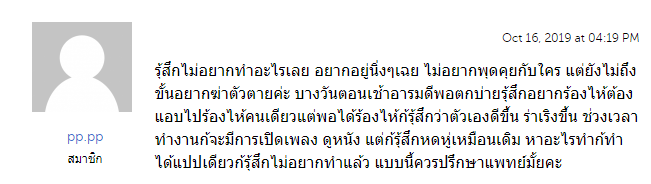 Oct 16, 2019 at 04:19 PM
รู้สึกไม่อยากทำอะไรเลย อยากอยู่นิ่งๆเฉย ไม่อยากพุดคุยกับใคร แต่ยังไม่ถึง
ขั้นอยากฆ่าตัวตายค่ะ บางวันตอนเช้าอารมดีพอตกบ่ายรุ้สึกอยากร้องไห้ต้อง
แอบไปร้องไห้คนเดียวแต่พอได้ร้องไห้ก้รุ้สึกว่าตัวเองดีขึ้น ร่าเริงขึ้น ช่วงเวลา
ทำงานก้จะมีการเปิดเพลง ดูหนัง แต่ก้รุ้สึกหดหู่เหมือนเดิม หาอะไรทำก้ทำ
ได้แปปเดียวก้รุ้สึกไม่อยากทำแล้ว แบบนี้ควรปรึกษาแพทย์มั้ยคะ
pp.pp
สมาชิก